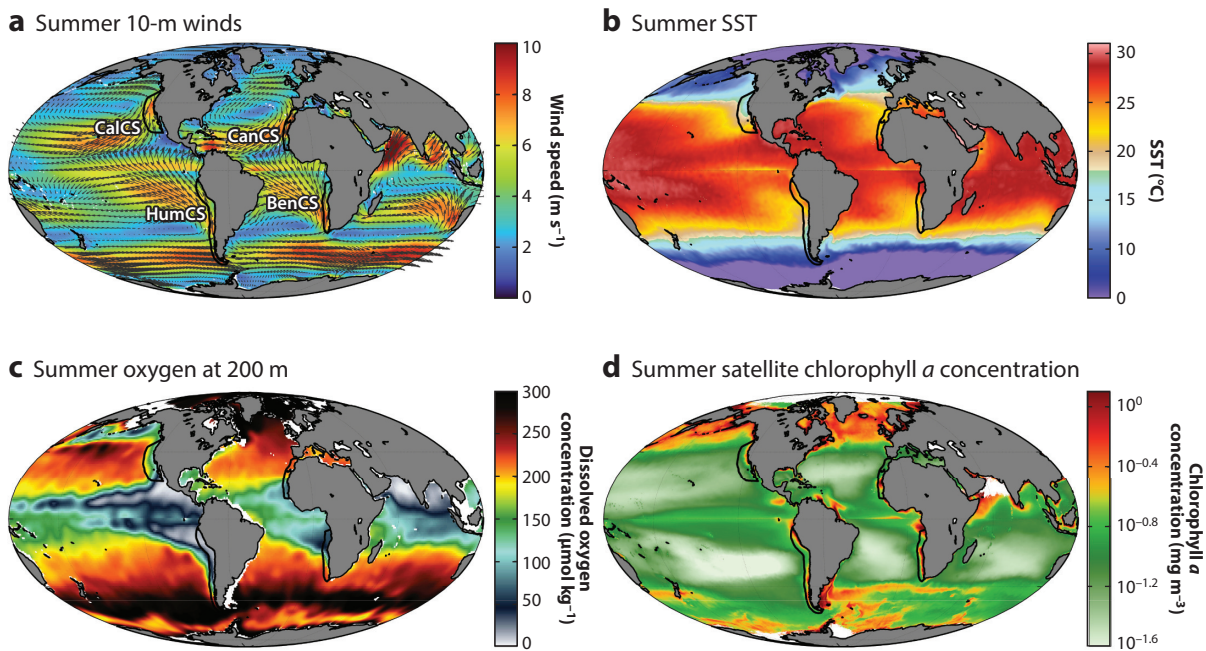 a Summer 10-m winds
CalCS
CanCS
HumCS
BenCS
10
8
6
4
2
0
Wind speed
(m s⁻¹)
b Summer SST
30
25
20
15
10
5
0
SST (°C)
c Summer oxygen at 200 m
300
250
200
150
100
50
0
Dissolved oxygen
concentration (μmol kg⁻¹)
d Summer satellite chlorophyll a concentration
10⁰
10⁻⁰·⁴
10⁻⁰·⁸
10⁻¹·²
10⁻¹·⁶
Chlorophyll a
concentration (mg m⁻³)